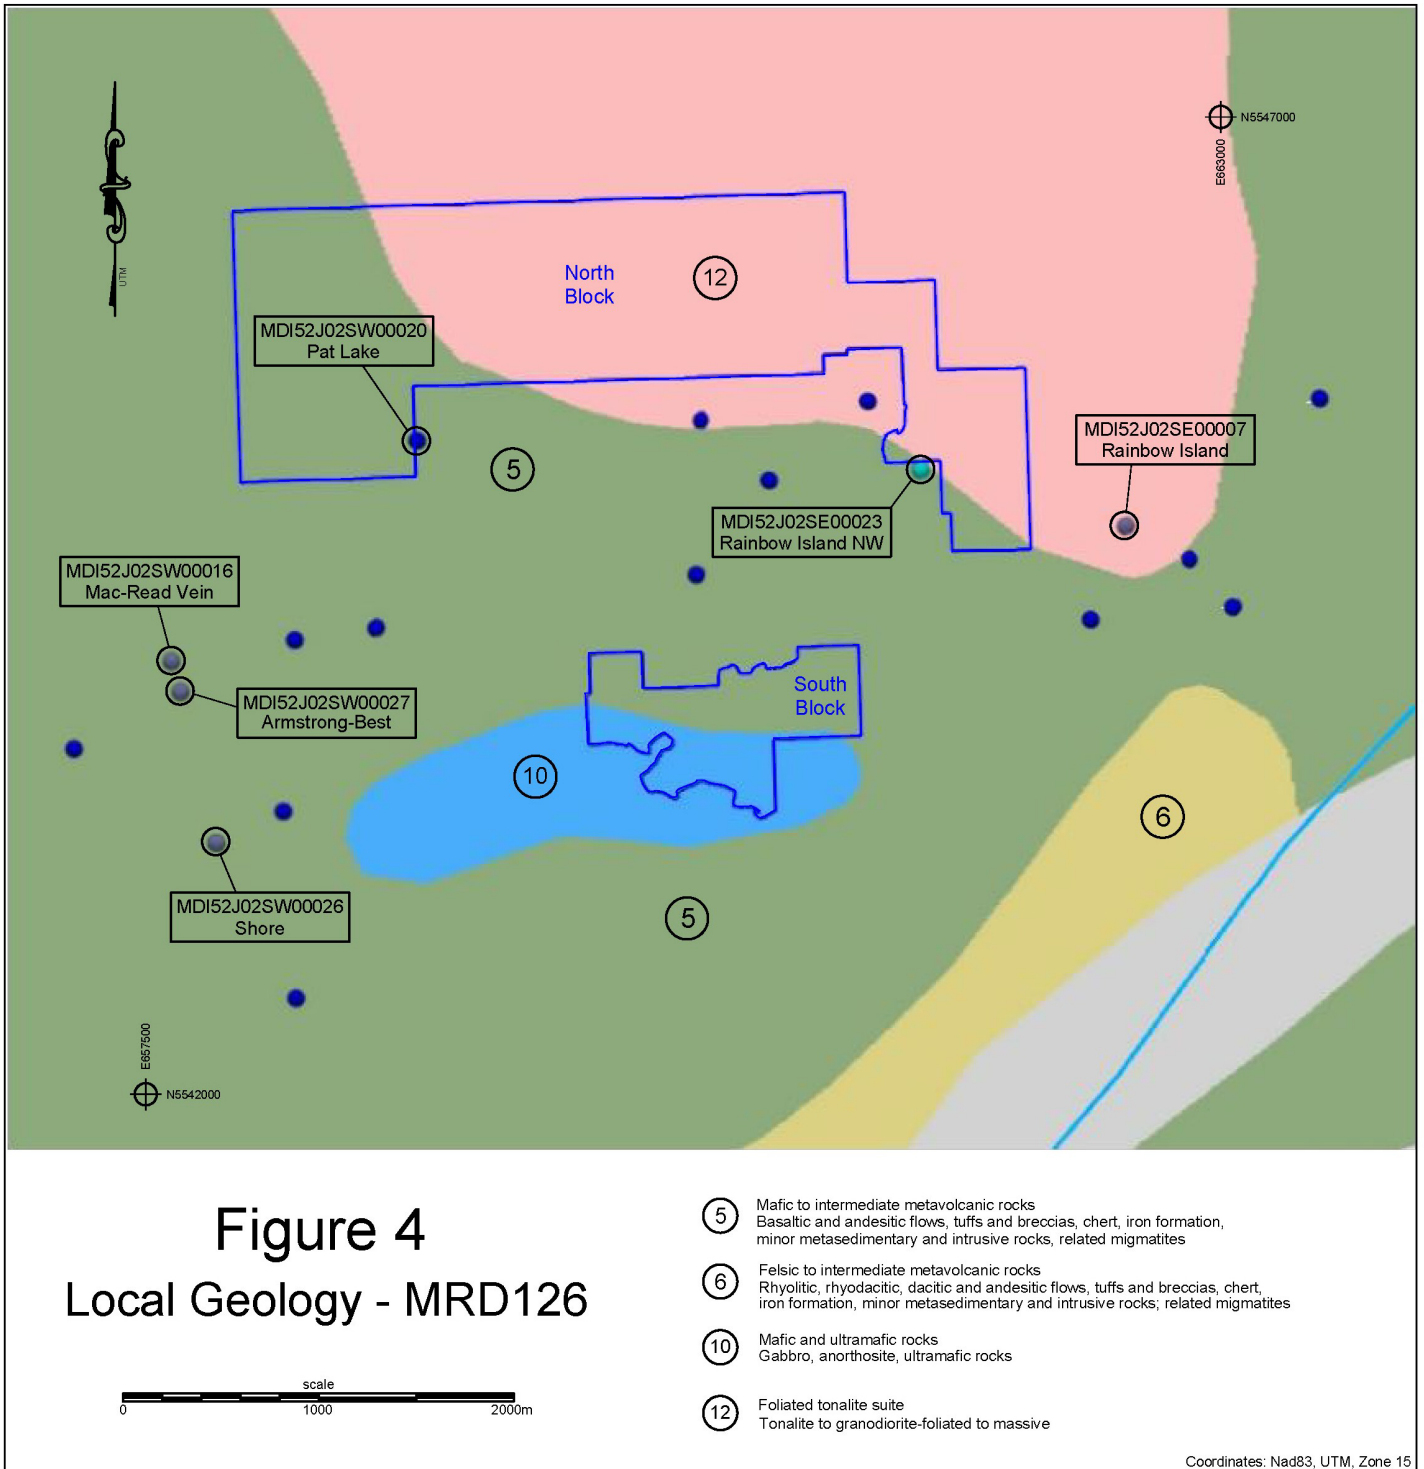 N5547000
E663000
UTM
North
Block
12
MDI52J02SW00020
Pat Lake
5
MDI52J02SE00007
Rainbow Island
MDI52J02SE00023
Rainbow Island NW
MDI52J02SW00016
Mac-Read Vein
MDI52J02SW00027
Armstrong-Best
South
Block
10
6
MDI52J02SW00026
Shore
5
E657500
N5542000
Figure 4
Local Geology - MRD126
scale
0 1000 2000m
5 Mafic to intermediate metavolcanic rocks
Basaltic and andesitic flows, tuffs and breccias, chert, iron formation,
minor metasedimentary and intrusive rocks, related migmatites
6 Felsic to intermediate metavolcanic rocks
Rhyolitic, rhyodacitic, dacitic and andesitic flows, tuffs and breccias, chert,
iron formation, minor metasedimentary and intrusive rocks; related migmatites
10 Mafic and ultramafic rocks
Gabbro, anorthosite, ultramafic rocks
12 Foliated tonalite suite
Tonalite to granodiorite-foliated to massive
Coordinates: Nad83, UTM, Zone 15